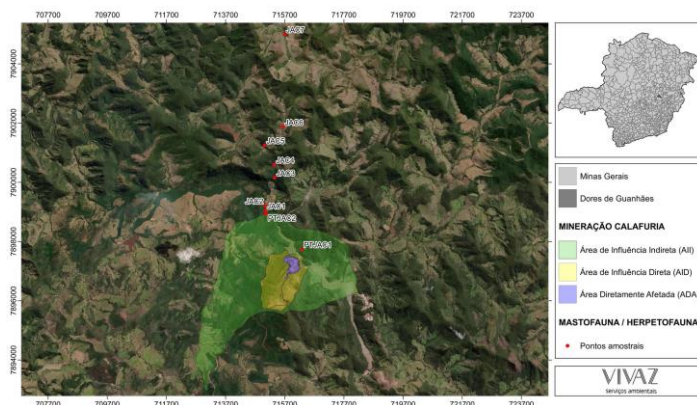 707700 709700 711700 713700 715700 717700 719700 721700 723700
7904000
7902000
7900000
7898000
7896000
7894000
JAC7
JAC6
JAC5
JAC4
JAC3
JAC2
JAC1
PTJAC2
PTJAC1
707700 709700 711700 713700 715700 717700 719700 721700 723700
Minas Gerais
Dores de Guanhães
MINERAÇÃO CALAFURIA
Área de Influência Indireta (AII)
Área de Influência Direta (AID)
Área Diretamente Afetada (ADA)
MASTOFAUNA / HERPETOFAUNA
Pontos amostrais
VIVAZ
serviços ambientais